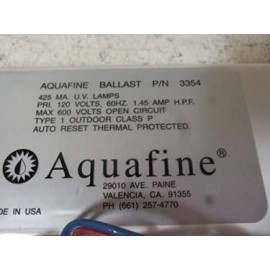 AQUAFINE BALLAST P/N 3354
425 MA. U.V. LAMPS
PRI. 120 VOLTS, 60HZ. 1.45 AMP H.P.F.
MAX 600 VOLTS OPEN CIRCUIT
TYPE 1 OUTDOOR CLASS P
AUTO RESET THERMAL PROTECTED.
Aquafine®
29010 AVE. PAINE
VALENCIA, CA. 91355
PH (661) 257-4770
DE IN USA